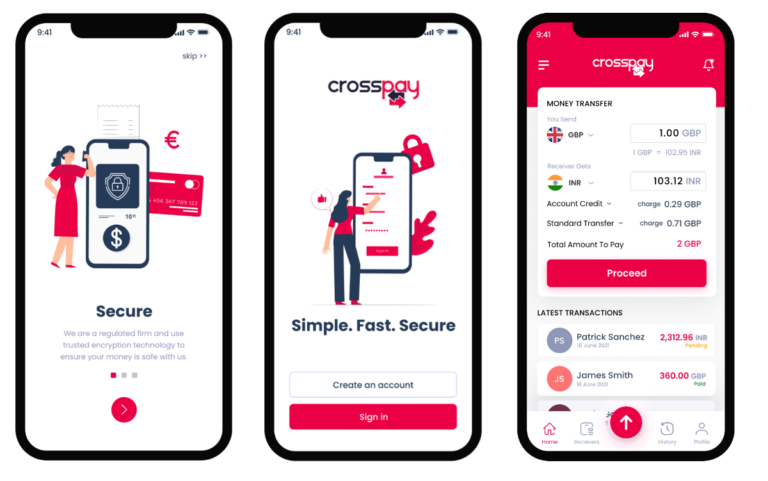 9:41
skip >>
10
$
€
456 367 789 123
Secure
We are a regulated firm and use
trusted encryption technology to
ensure your money is safe with us.
9:41
crosspay
Sign in
Simple. Fast. Secure
Create an account
Sign in
9:41
crosspay
MONEY TRANSFER
You Send
GBP
1.00 GBP
1 GBP = 102.95 INR
Receiver Gets
INR
103.12 INR
Account Credit
charge 0.29 GBP
Standard Transfer
charge 0.71 GBP
Total Amount To Pay
2 GBP
Proceed
LATEST TRANSACTIONS
PS
Patrick Sanchez
2,312.96 INR
16 June 2021
Pending
JS
James Smith
360.00 GBP
16 June 2021
Paid
Home
Receivers
History
Profile